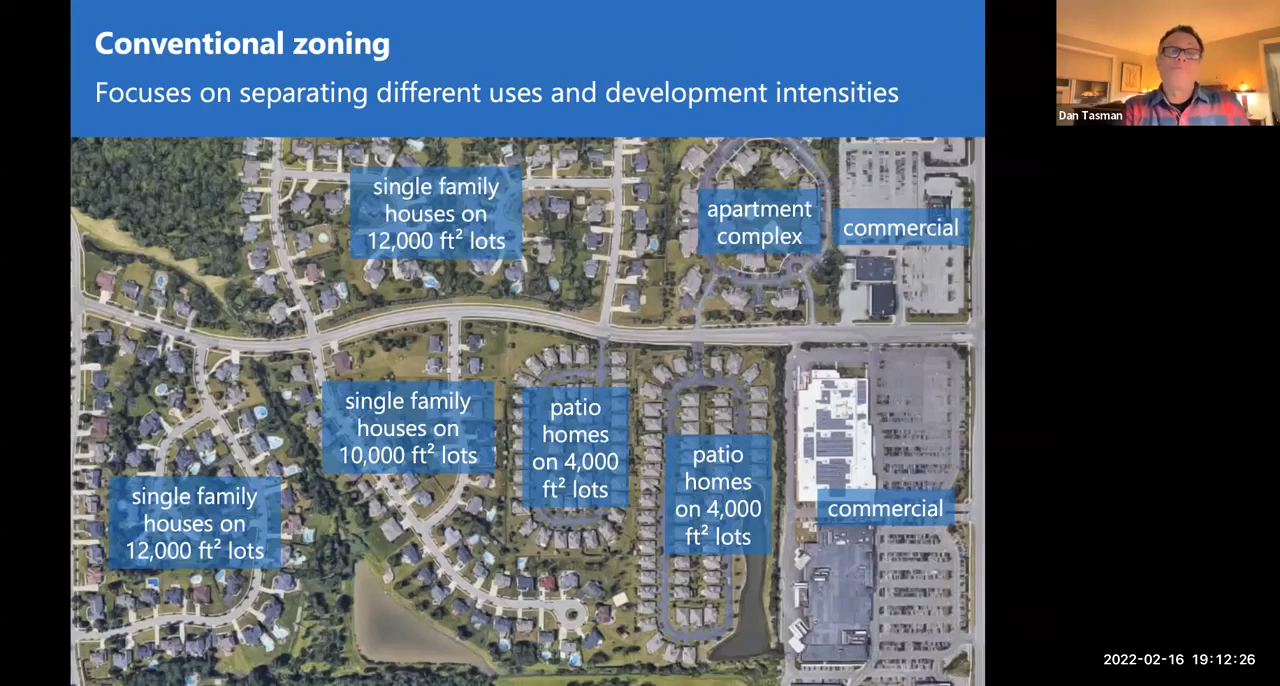 Conventional zoning
Focuses on separating different uses and development intensities
Dan Tasman
single family
houses on
12,000 ft² lots
apartment
complex
commercial
single family
houses on
10,000 ft² lots
patio
homes
on 4,000
ft² lots
patio
homes
on 4,000
ft² lots
single family
houses on
12,000 ft² lots
commercial
2022-02-16 19:12:26